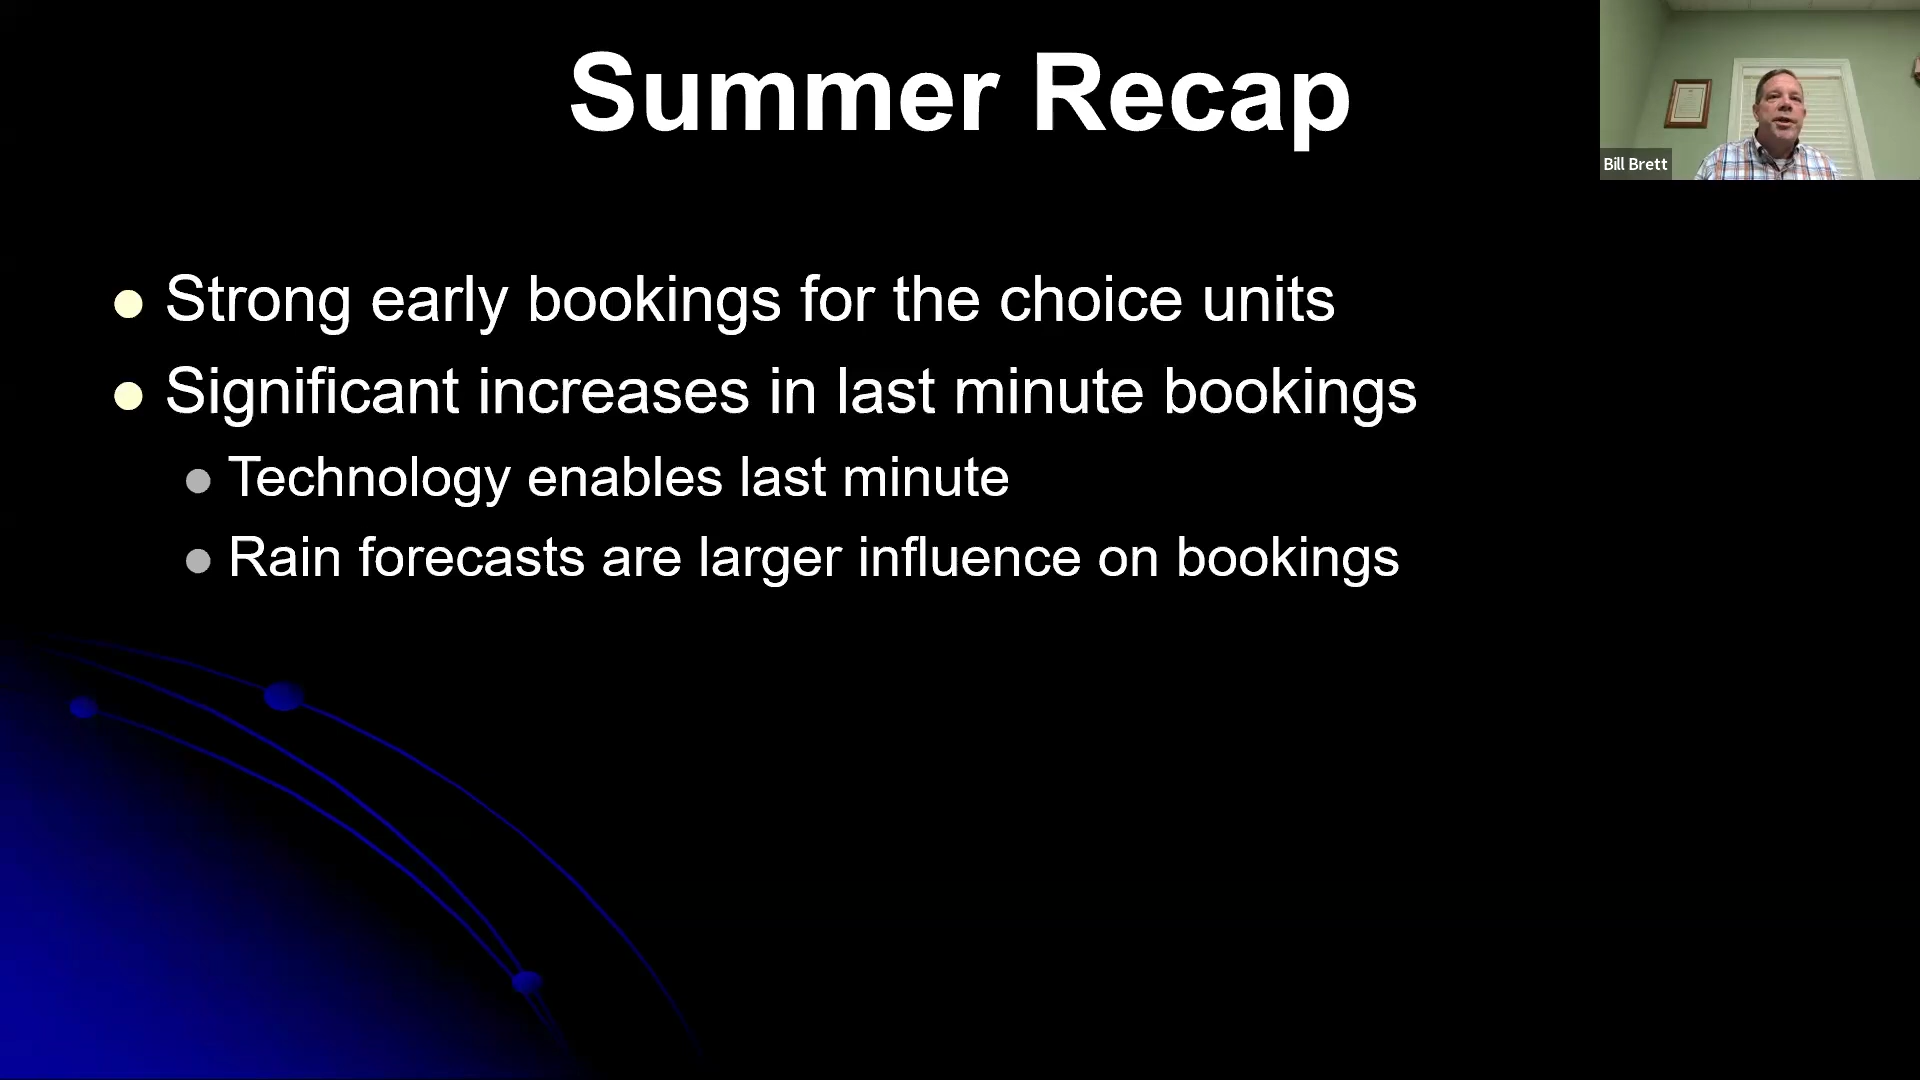 Summer Recap
Bill Brett
Strong early bookings for the choice units
Significant increases in last minute bookings
Technology enables last minute
Rain forecasts are larger influence on bookings